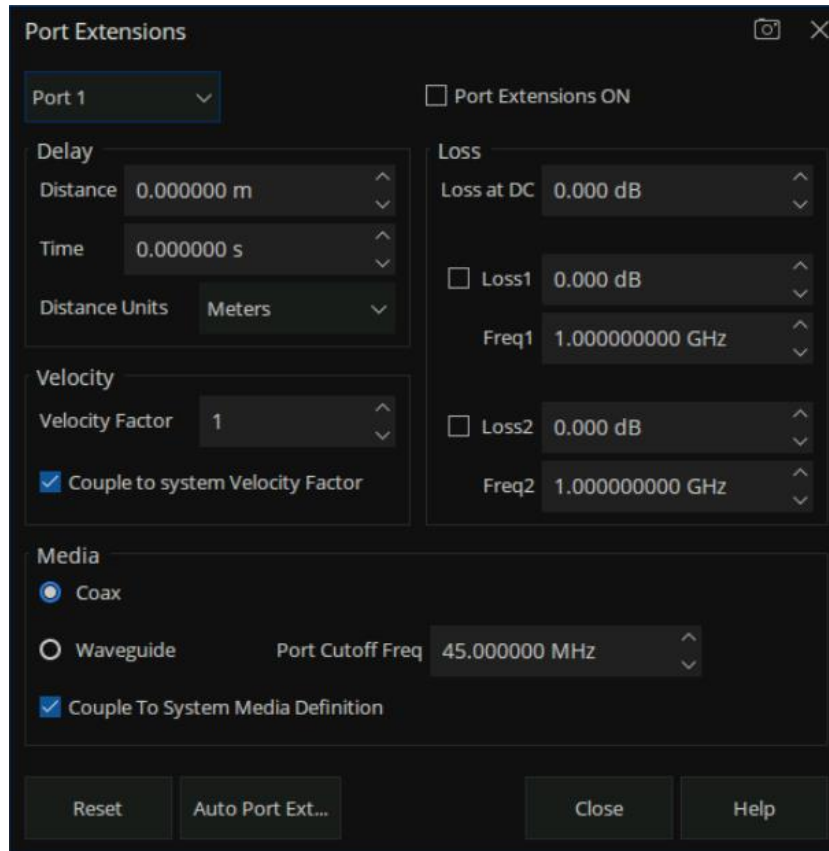 Port Extensions
Port 1
Port Extensions ON
Delay
Distance 0.000000 m
Time 0.000000 s
Distance Units Meters
Velocity
Velocity Factor 1
Couple to system Velocity Factor
Loss
Loss at DC 0.000 dB
Loss1 0.000 dB
Freq1 1.000000000 GHz
Loss2 0.000 dB
Freq2 1.000000000 GHz
Media
Coax
Waveguide Port Cutoff Freq 45.000000 MHz
Couple To System Media Definition
Reset Auto Port Ext... Close Help